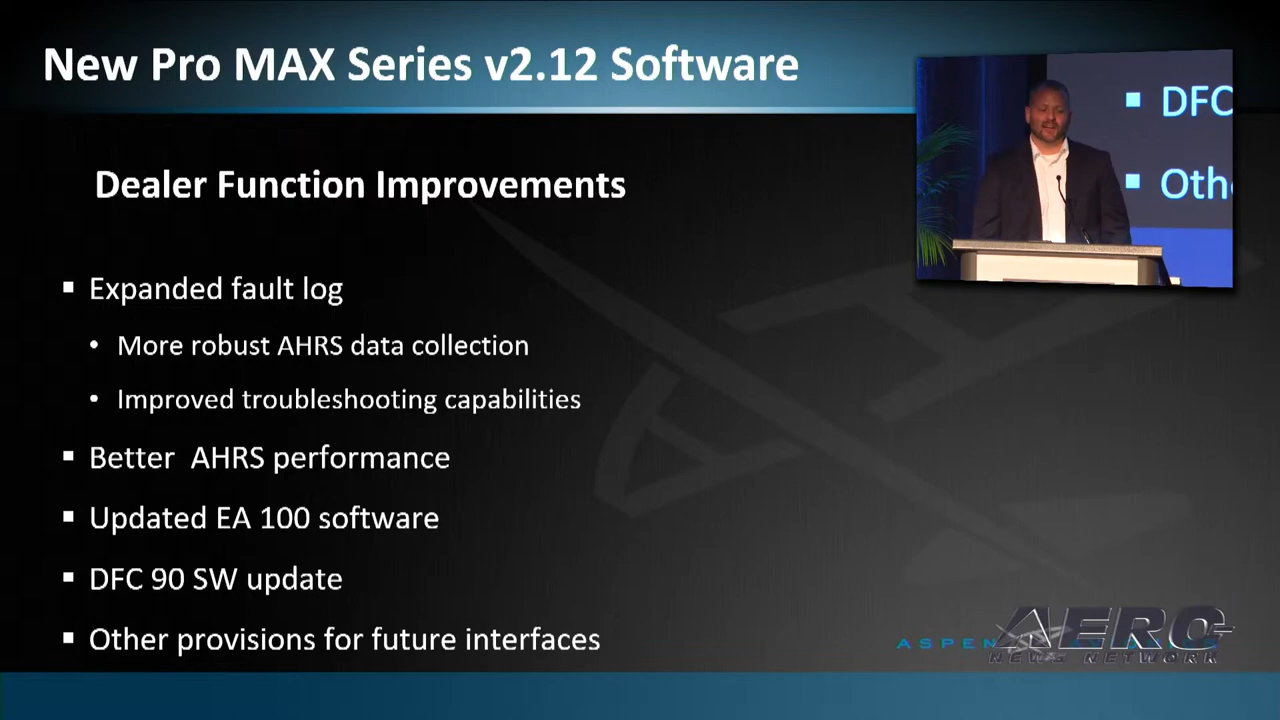 New Pro MAX Series v2.12 Software
Dealer Function Improvements
▪ DFC
▪ Oth
▪ Expanded fault log
• More robust AHRS data collection
• Improved troubleshooting capabilities
▪ Better AHRS performance
▪ Updated EA 100 software
▪ DFC 90 SW update
▪ Other provisions for future interfaces
ASPEN
AERO
NEWS NETWORK